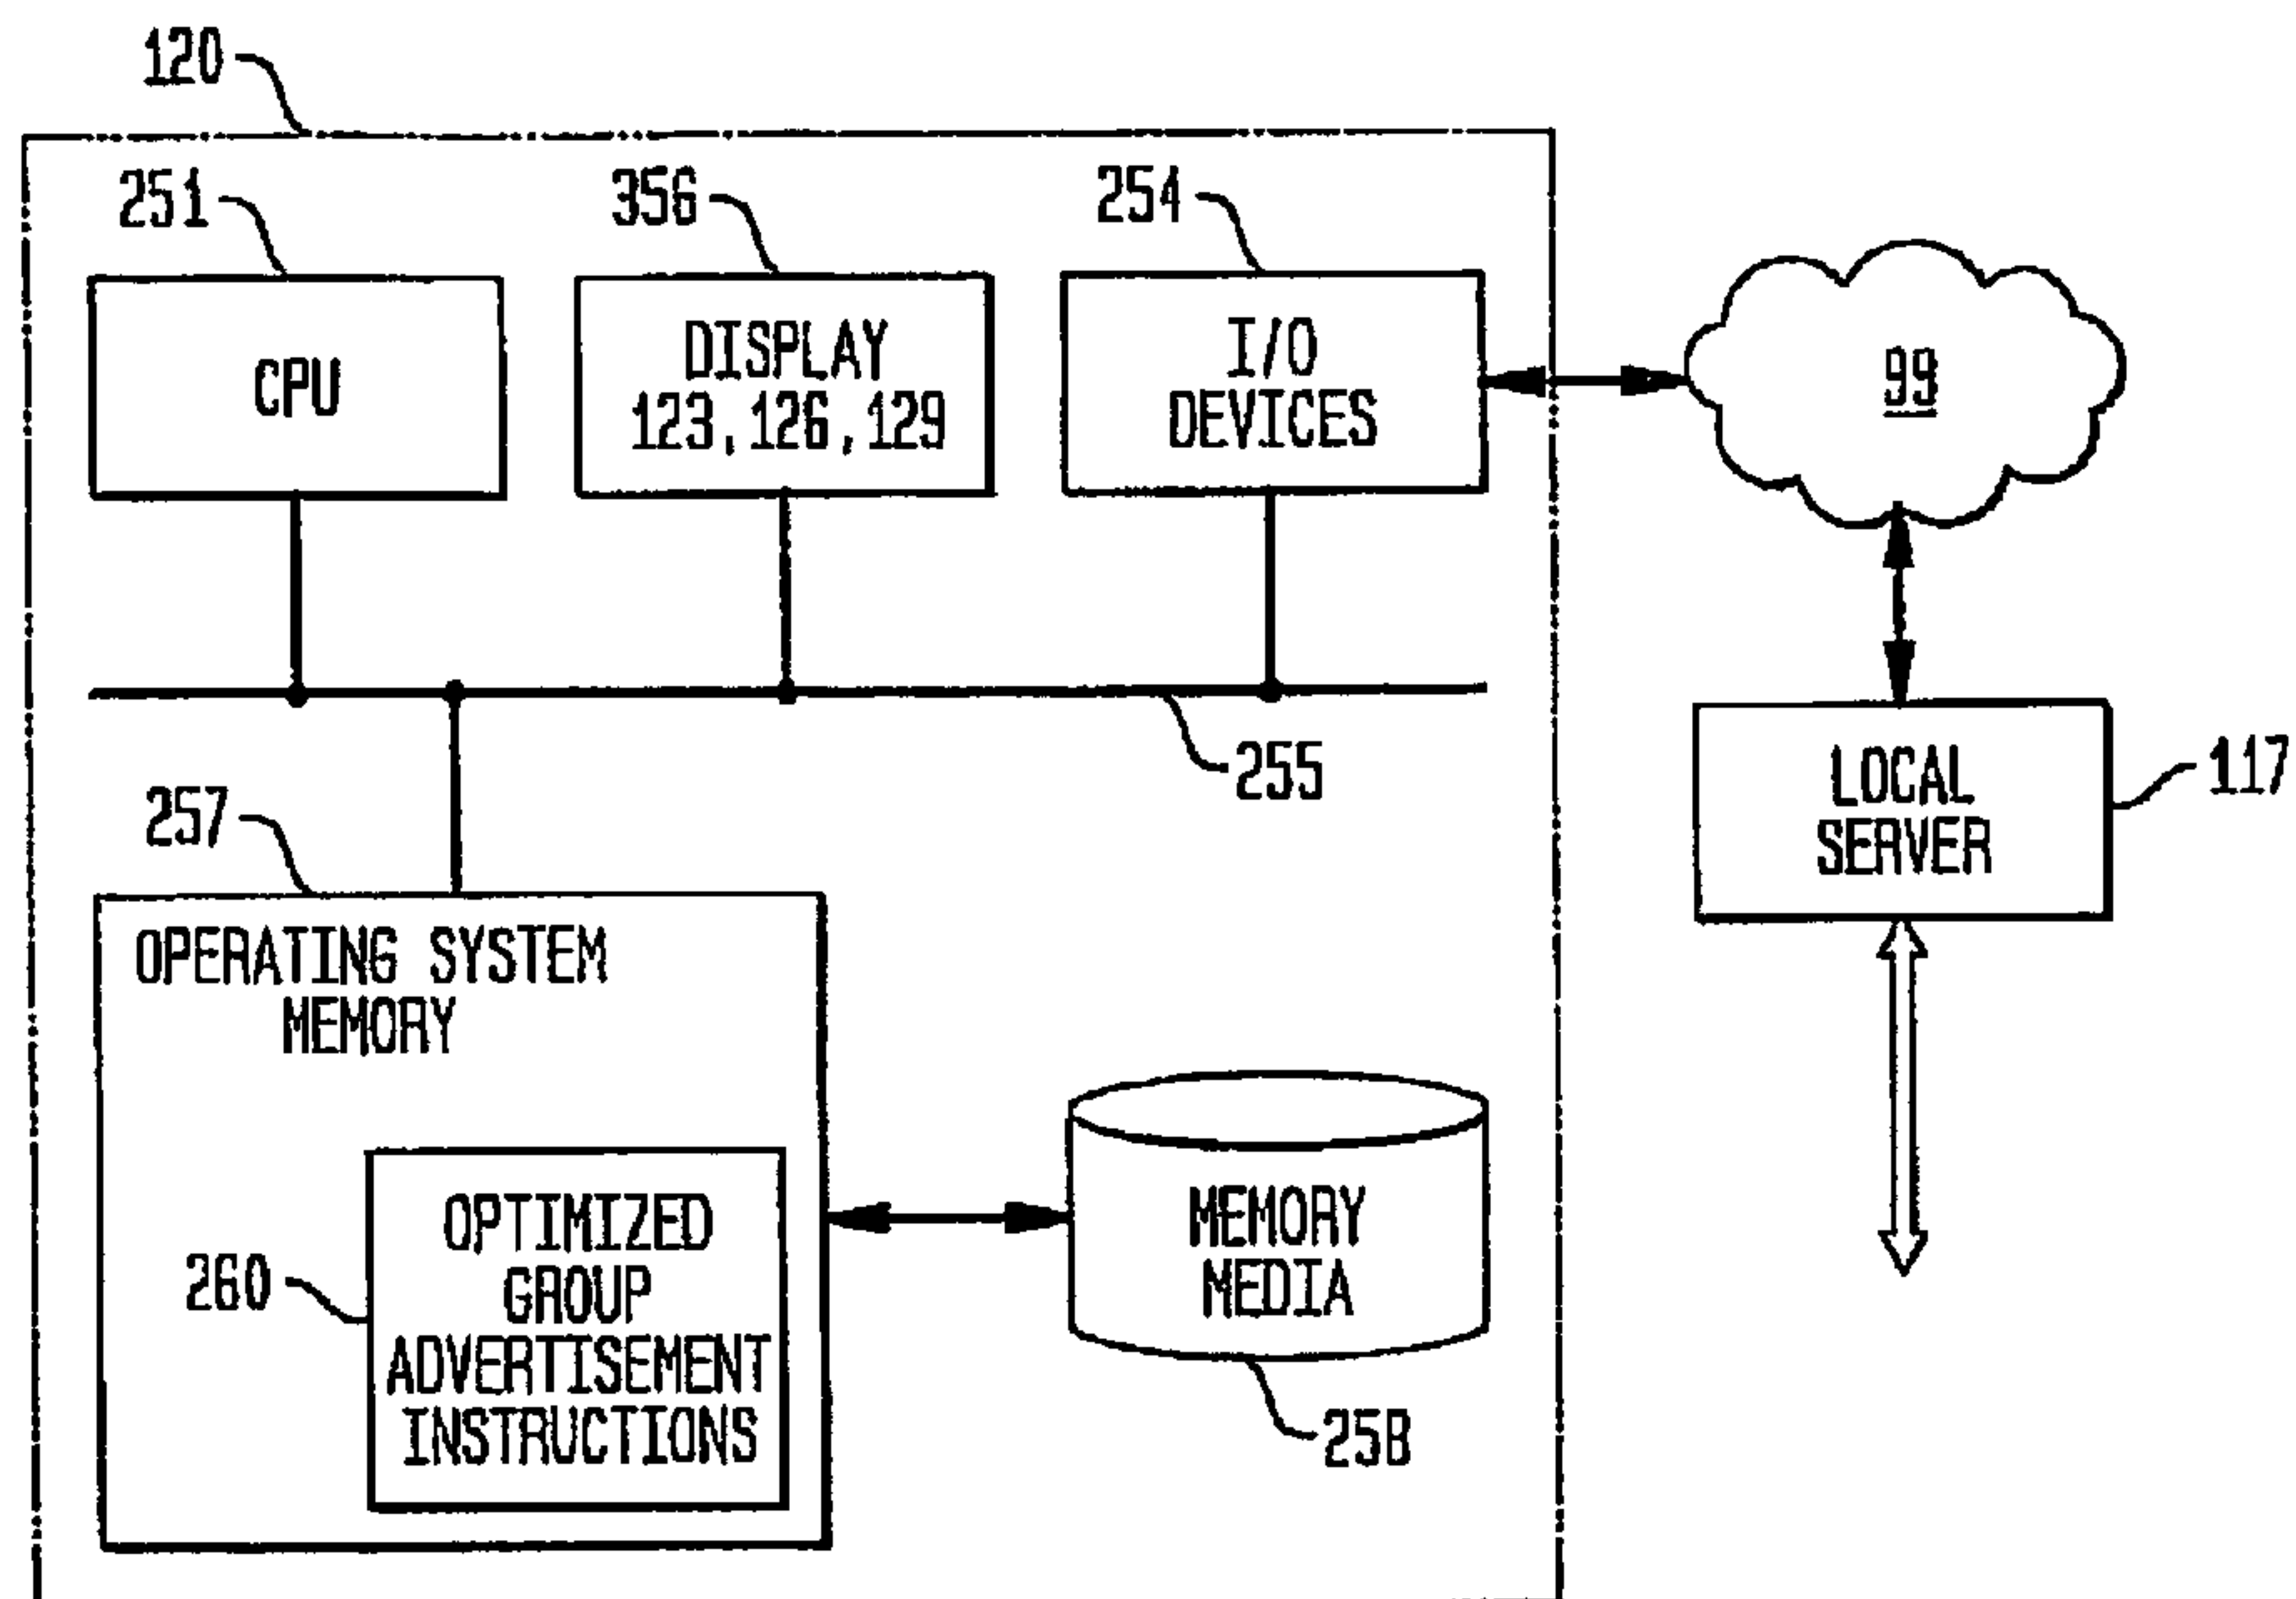 120
251
356
254
CPU
DISPLAY
123, 126, 129
I/O
DEVICES
99
255
LOCAL
SERVER
117
257
OPERATING SYSTEM
MEMORY
260
OPTIMIZED
GROUP
ADVERTISEMENT
INSTRUCTIONS
MEMORY
MEDIA
258